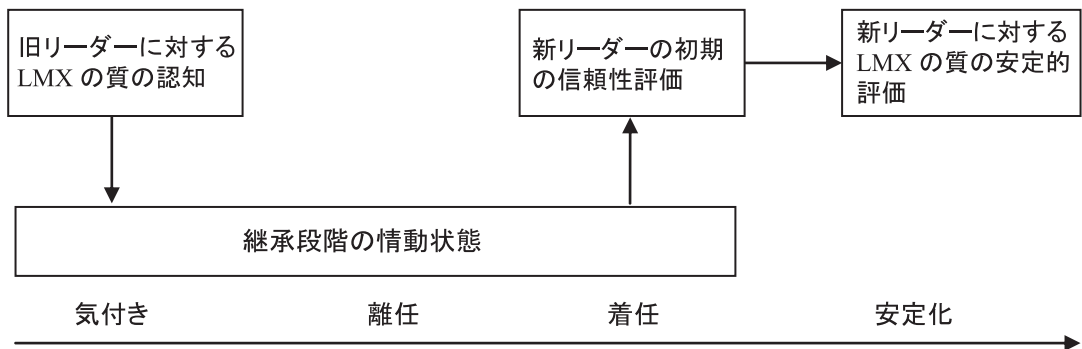 旧リーダーに対する
LMX の質の認知
新リーダーの初期
の信頼性評価
新リーダーに対する
LMX の質の安定的
評価
継承段階の情動状態
気付き 離任 着任 安定化